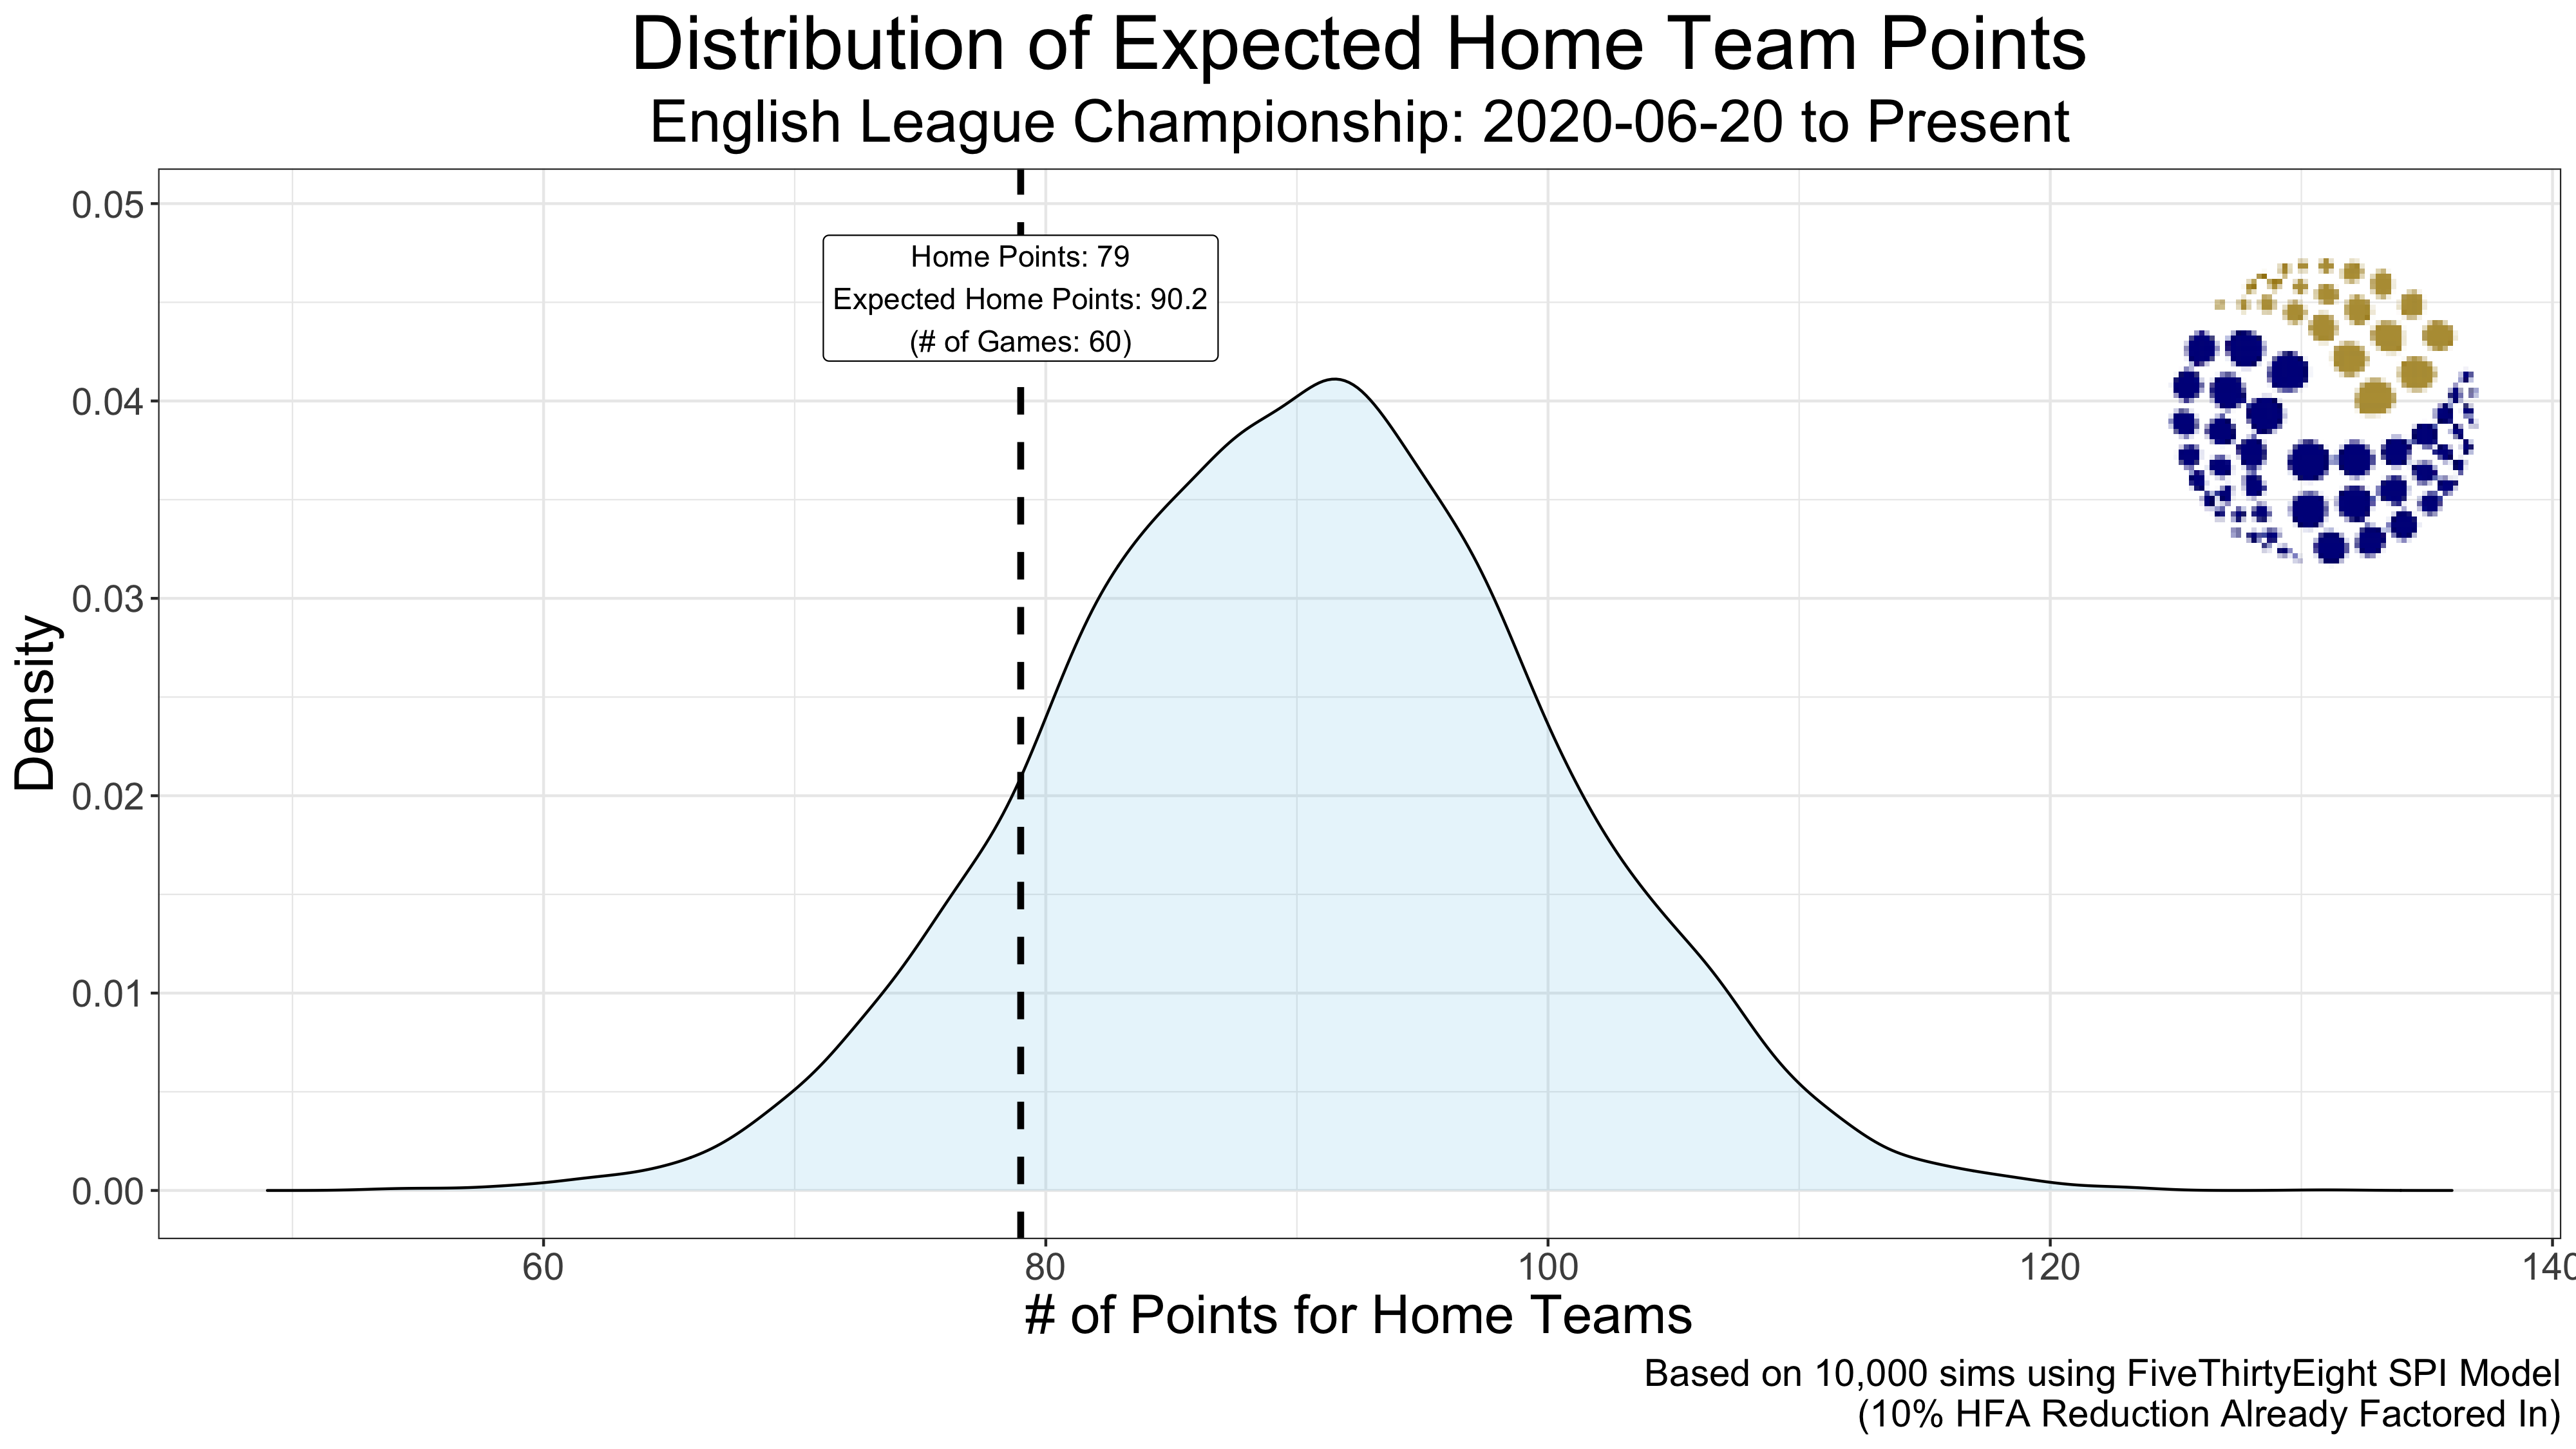 Distribution of Expected Home Team Points
English League Championship: 2020-06-20 to Present
0.05
Home Points: 79
Expected Home Points: 90.2
(# of Games: 60)
0.04
0.03
Density
0.02
0.01
0.00
60 80 100 120 140
# of Points for Home Teams
Based on 10,000 sims using FiveThirtyEight SPI Model
(10% HFA Reduction Already Factored In)